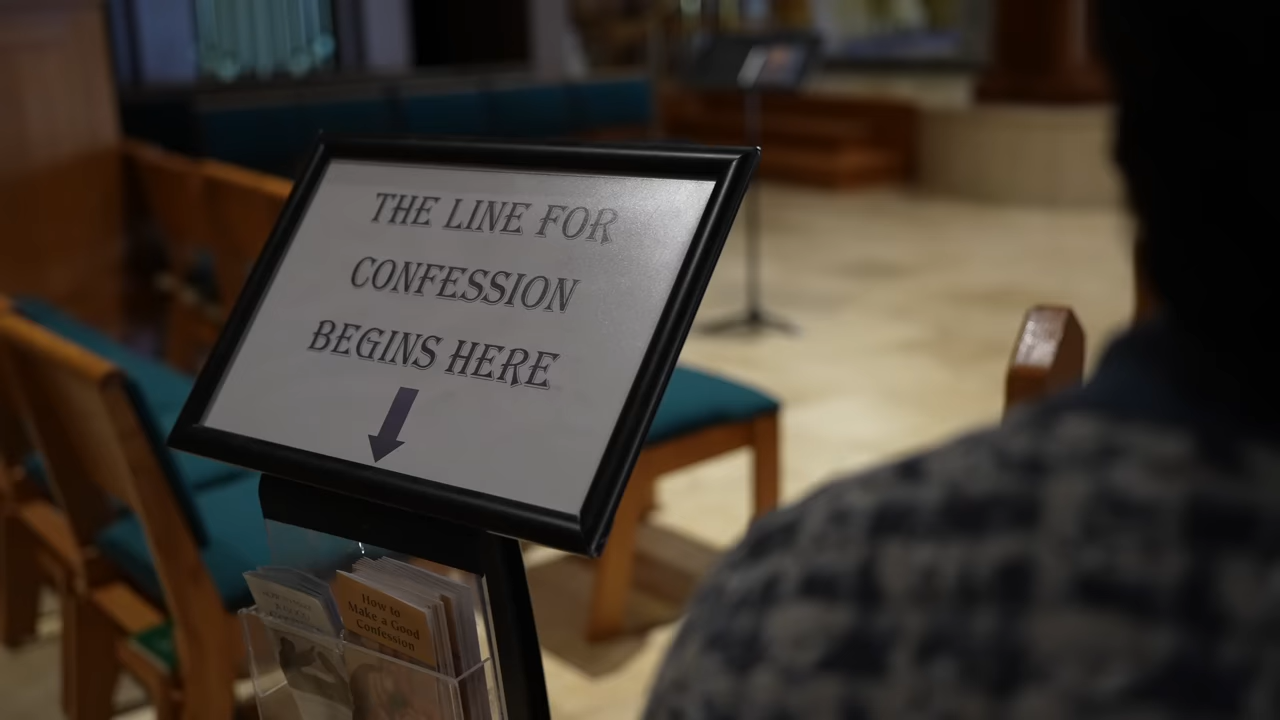 THE LINE FOR
CONFESSION
BEGINS HERE
How to
Make a Good
Confession